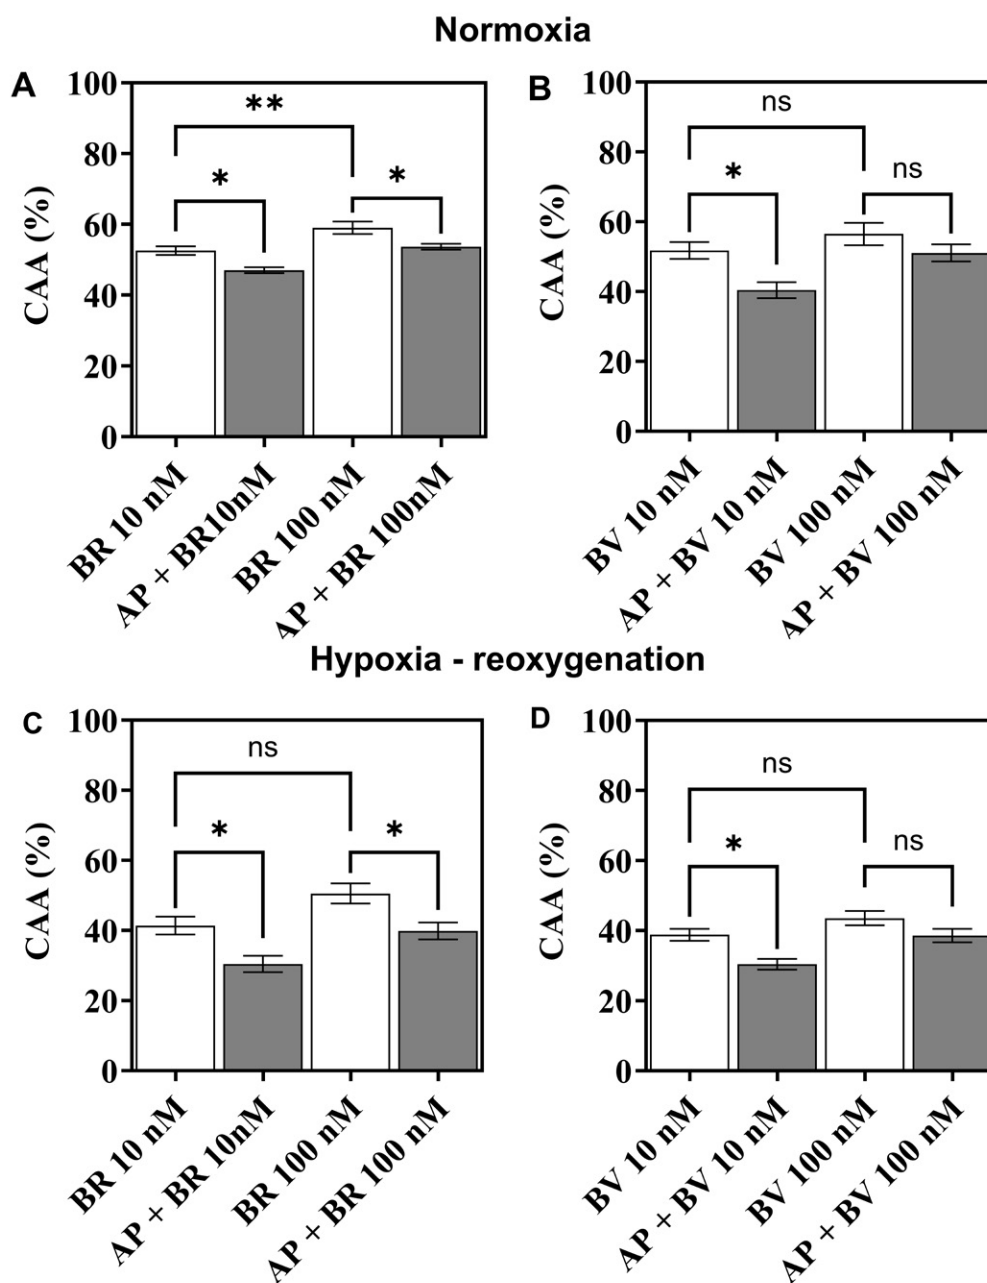 Normoxia
A
CAA (%)
100
80
60
40
20
0
**
*
*
BR 10 nM
AP + BR10nM
BR 100 nM
AP + BR 100nM
B
CAA (%)
100
80
60
40
20
0
ns
*
ns
BV 10 nM
AP + BV 10 nM
BV 100 nM
AP + BV 100 nM
Hypoxia - reoxygenation
C
CAA (%)
100
80
60
40
20
0
ns
*
*
BR 10 nM
AP + BR 10nM
BR 100 nM
AP + BR 100 nM
D
CAA (%)
100
80
60
40
20
0
ns
*
ns
BV 10 nM
AP + BV 10 nM
BV 100 nM
AP + BV 100 nM